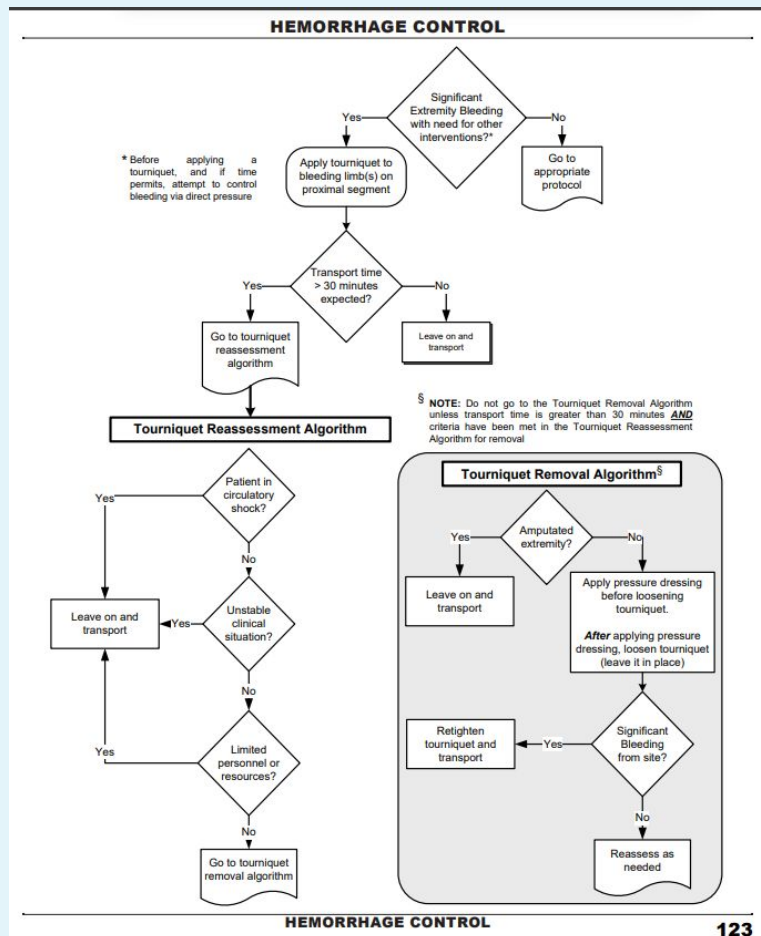 HEMORRHAGE CONTROL
Significant
Extremity Bleeding
with need for other
interventions?*
Yes
No
* Before applying a
tourniquet, and if time
permits, attempt to control
bleeding via direct pressure
Apply tourniquet to
bleeding limb(s) on
proximal segment
Go to
appropriate
protocol
Transport time
> 30 minutes
expected?
Yes
No
Go to tourniquet
reassessment
algorithm
Leave on and
transport
§ NOTE: Do not go to the Tourniquet Removal Algorithm
unless transport time is greater than 30 minutes AND
criteria have been met in the Tourniquet Reassessment
Algorithm for removal
Tourniquet Reassessment Algorithm
Patient in
circulatory
shock?
Yes
No
Leave on and
transport
Yes
Unstable
clinical
situation?
No
Yes
Limited
personnel or
resources?
No
Go to tourniquet
removal algorithm
Tourniquet Removal Algorithm§
Amputated
extremity?
Yes
No
Leave on and
transport
Apply pressure dressing
before loosening
tourniquet.
After applying pressure
dressing, loosen tourniquet
(leave it in place)
Retighten
tourniquet and
transport
Yes
Significant
Bleeding
from site?
No
Reassess as
needed
HEMORRHAGE CONTROL
123